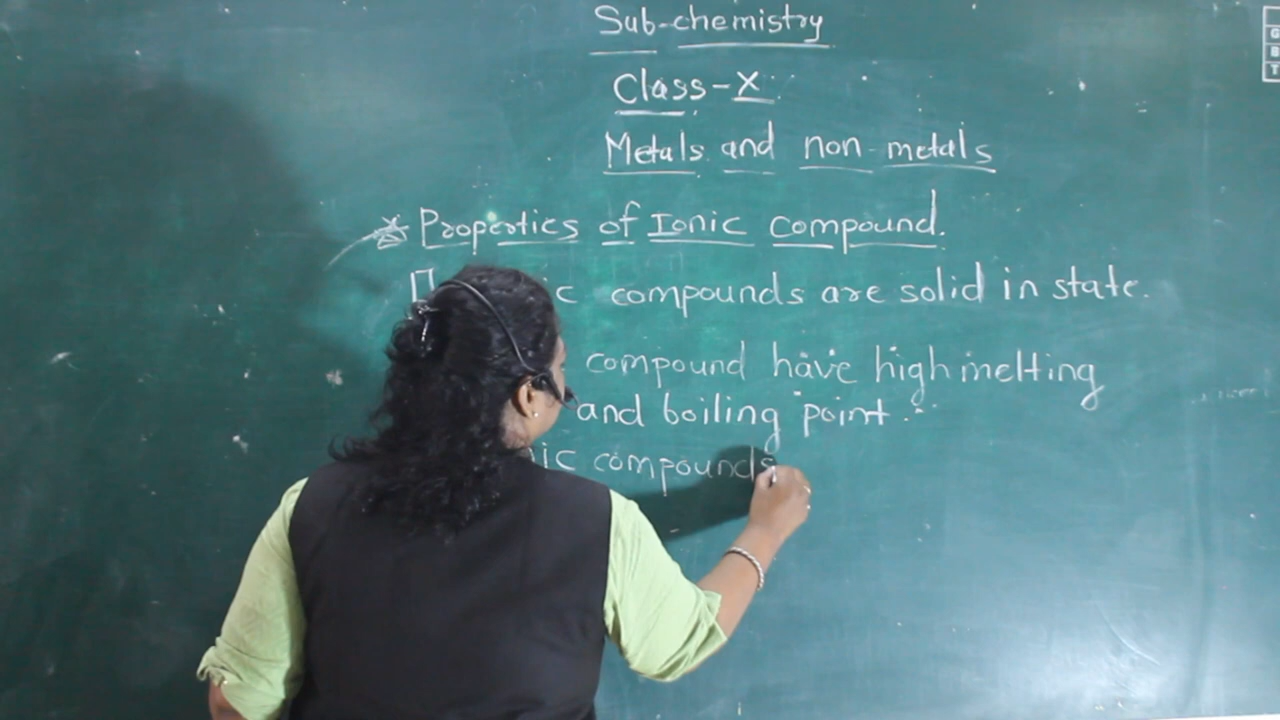 Sub-chemistry
Class-X
Metals and non-metals
Properties of Ionic compound.
compounds are solid in state.
compound have high melting
and boiling point.
compounds
G
B
T